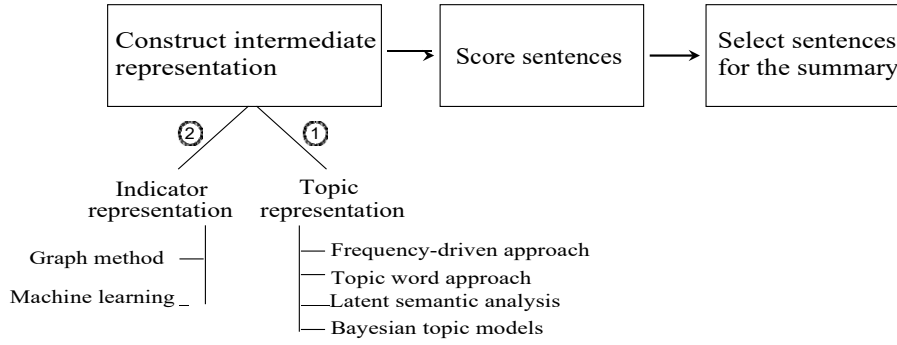 Construct intermediate
representation
Score sentences
Select sentences
for the summary
2
1
Indicator
representation
Topic
representation
Graph method
Machine learning
Frequency-driven approach
Topic word approach
Latent semantic analysis
Bayesian topic models